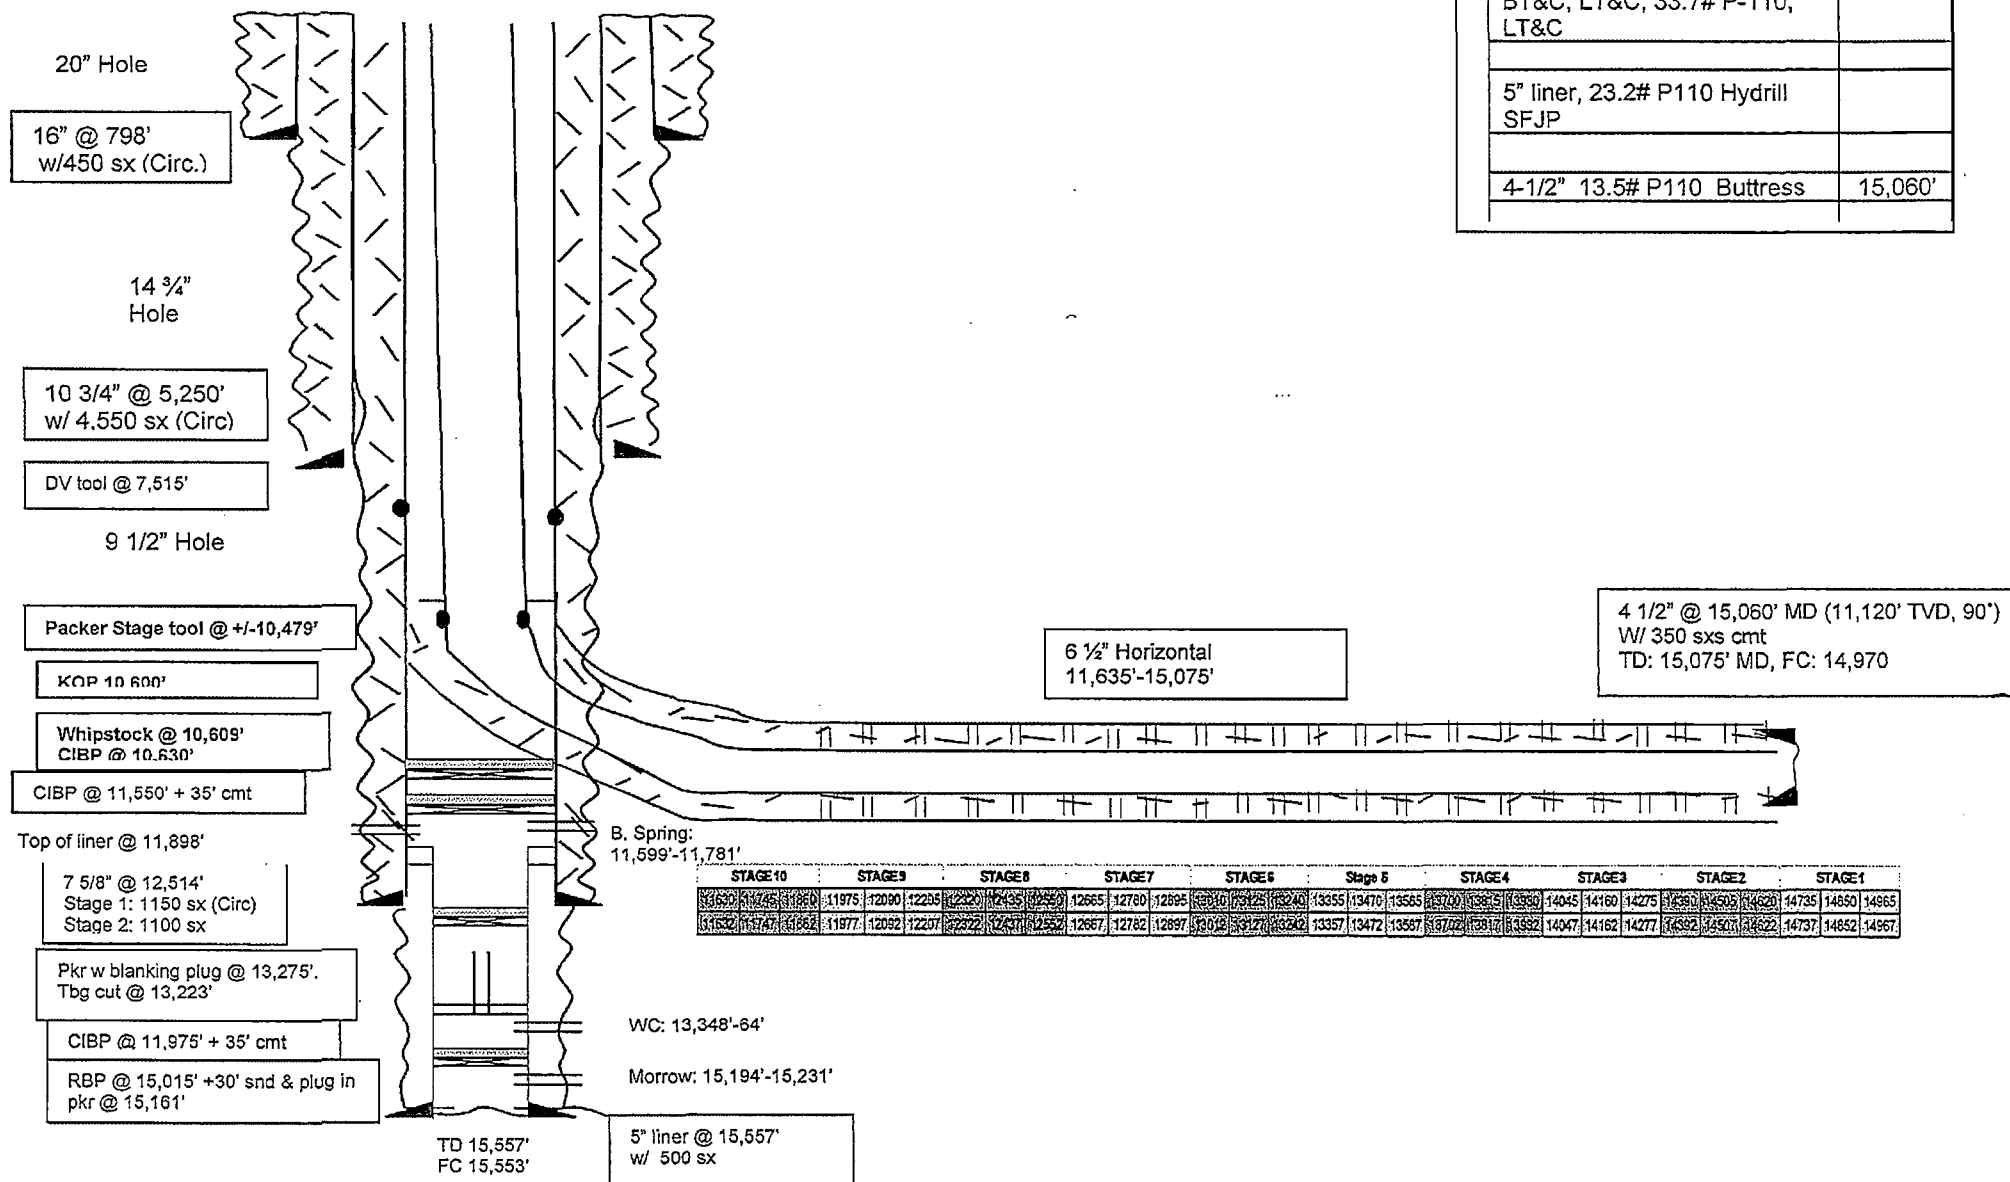 BT&C, LT&C, 33.7# P-110,
LT&C
5" liner, 23.2# P110 Hydrill
SFJP
4-1/2" 13.5# P110 Buttress 15,060'
20" Hole
16" @ 798'
w/450 sx (Circ.)
14 ¾"
Hole
10 3/4" @ 5,250'
w/ 4,550 sx (Circ)
DV tool @ 7,515'
9 1/2" Hole
Packer Stage tool @ +/-10,479'
KOP 10,600'
Whipstock @ 10,609'
CIBP @ 10,630'
CIBP @ 11,550' + 35' cmt
Top of liner @ 11,898'
7 5/8" @ 12,514'
Stage 1: 1150 sx (Circ)
Stage 2: 1100 sx
Pkr w blanking plug @ 13,275'.
Tbg cut @ 13,223'
CIBP @ 11,975' + 35' cmt
RBP @ 15,015' +30' snd & plug in
pkr @ 15,161'
TD 15,557'
FC 15,553'
5" liner @ 15,557'
w/ 500 sx
B. Spring:
11,599'-11,781'
WC: 13,348'-64'
Morrow: 15,194'-15,231'
6 ½" Horizontal
11,635'-15,075'
4 1/2" @ 15,060' MD (11,120' TVD, 90°)
W/ 350 sxs cmt
TD: 15,075' MD, FC: 14,970
STAGE10 STAGE9 STAGE8 STAGE7 STAGE6 Stage 5 STAGE4 STAGE3 STAGE2 STAGE1
11975 12090 12205 12665 12780 12895 13355 13470 13585 14045 14160 14275 14735 14850 14965
11977 12092 12207 12667 12782 12897 13357 13472 13587 14047 14162 14277 14737 14852 14967